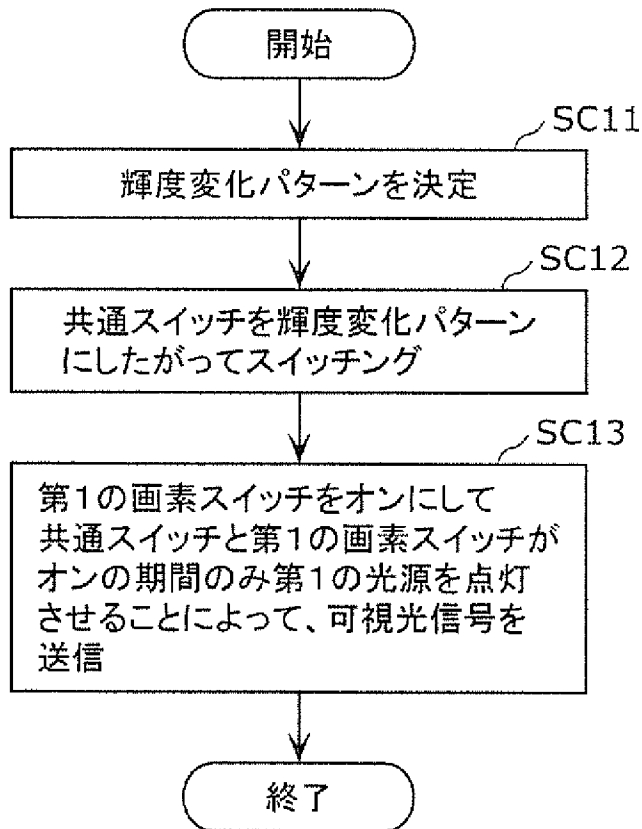 開始
SC11
輝度変化パターンを決定
SC12
共通スイッチを輝度変化パターン
にしたがってスイッチング
SC13
第1の画素スイッチをオンにして
共通スイッチと第1の画素スイッチが
オンの期間のみ第1の光源を点灯
させることによって、可視光信号を
送信
終了